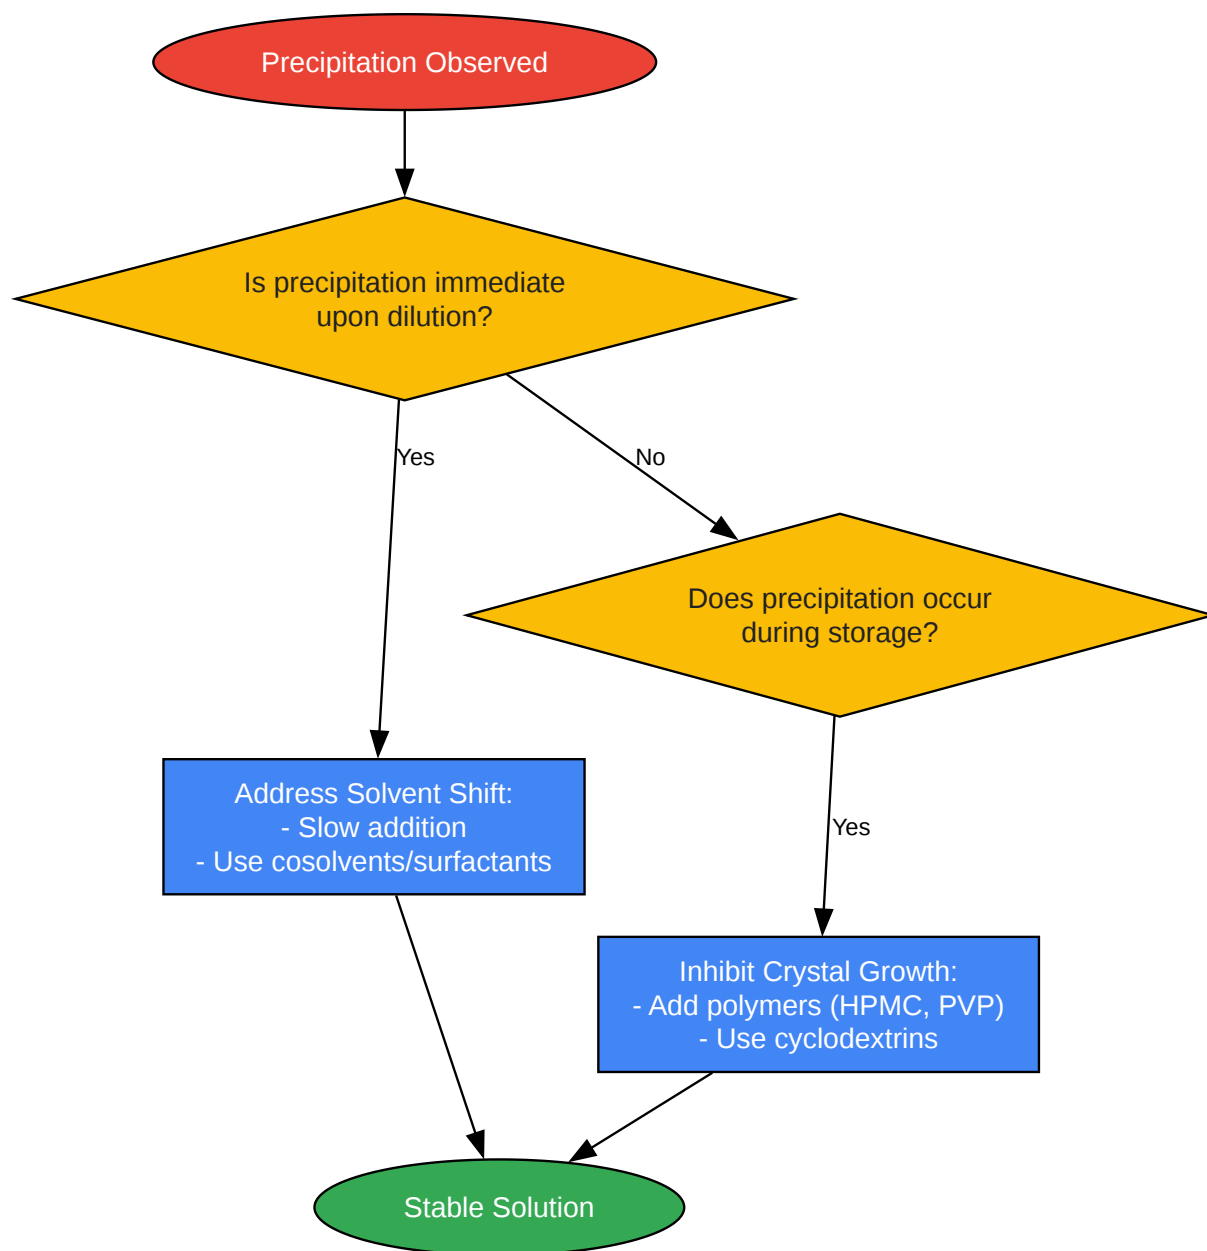 Precipitation Observed
Is precipitation immediate
upon dilution?
Yes
No
Does precipitation occur
during storage?
Address Solvent Shift:
- Slow addition
- Use cosolvents/surfactants
Yes
Inhibit Crystal Growth:
- Add polymers (HPMC, PVP)
- Use cyclodextrins
Stable Solution